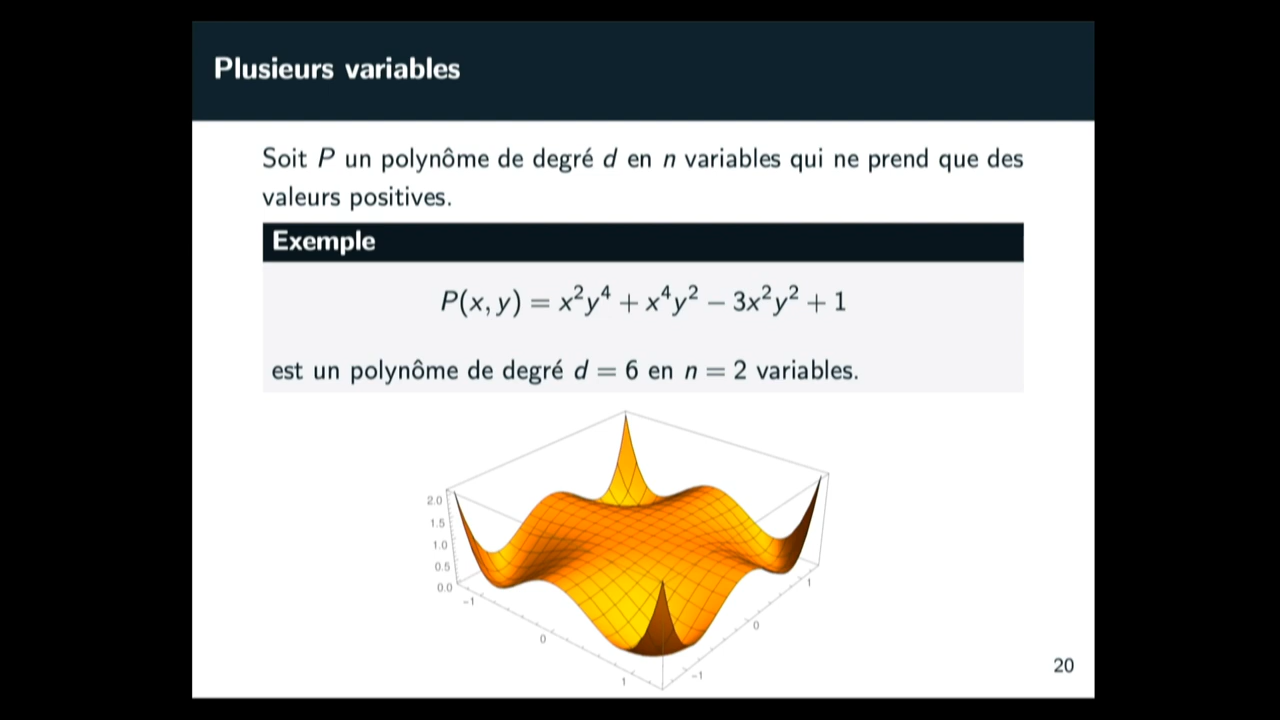 Plusieurs variables
Soit P un polynôme de degré d en n variables qui ne prend que des
valeurs positives.
Exemple
P(x, y) = x²y⁴ + x⁴y² − 3x²y² + 1
est un polynôme de degré d = 6 en n = 2 variables.
2.0
1.5
1.0
0.5
0.0
−1
0
1
−1
0
1
20